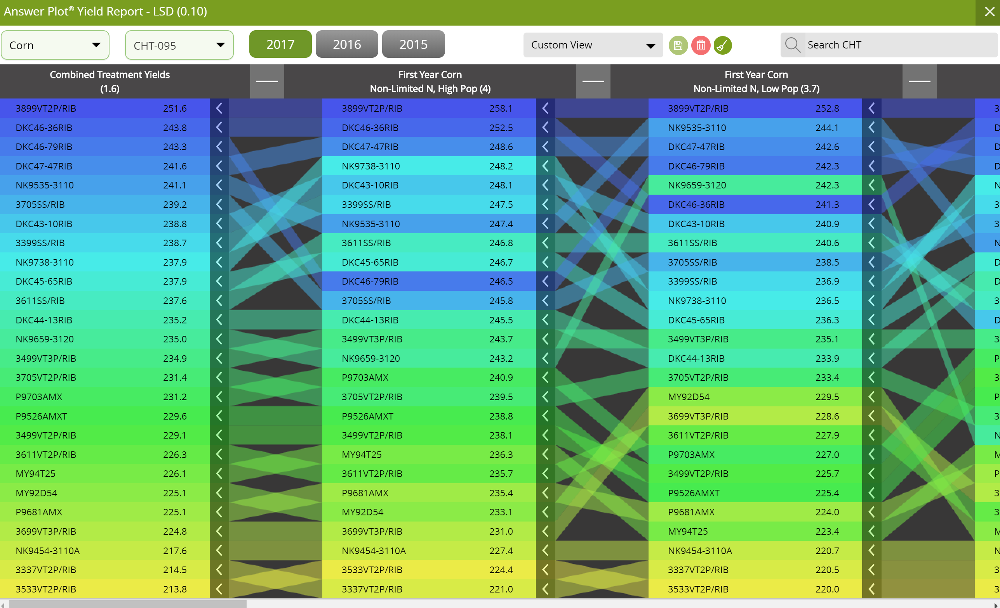 Answer Plot® Yield Report - LSD (0.10)
Corn CHT-095 2017 2016 2015 Custom View Search CHT
Combined Treatment Yields
(1.6)
First Year Corn
Non-Limited N, High Pop (4)
First Year Corn
Non-Limited N, Low Pop (3.7)
3899VT2P/RIB 251.6 3899VT2P/RIB 258.1 3899VT2P/RIB 252.8 3
DKC46-36RIB 243.8 DKC46-36RIB 252.5 NK9535-3110 244.1 D
DKC46-79RIB 243.3 DKC47-47RIB 248.6 DKC47-47RIB 242.6 D
DKC47-47RIB 241.6 NK9738-3110 248.2 DKC46-79RIB 242.3 D
NK9535-3110 241.1 DKC43-10RIB 248.1 NK9659-3120 242.3 N
3705SS/RIB 239.2 3399SS/RIB 247.5 DKC46-36RIB 241.3 3
DKC43-10RIB 238.8 NK9535-3110 247.4 DKC43-10RIB 240.9 3
3399SS/RIB 238.7 3611SS/RIB 246.8 3611SS/RIB 240.6 N
NK9738-3110 237.9 DKC45-65RIB 246.7 3705SS/RIB 238.5 D
DKC45-65RIB 237.9 DKC46-79RIB 246.5 3399SS/RIB 236.9 D
3611SS/RIB 237.6 3705SS/RIB 245.8 NK9738-3110 236.5 3
DKC44-13RIB 235.2 DKC44-13RIB 245.5 DKC45-65RIB 236.3 D
NK9659-3120 235.0 3499VT3P/RIB 243.7 3499VT3P/RIB 235.1 3
3499VT3P/RIB 234.9 NK9659-3120 243.2 DKC44-13RIB 233.9 P
3705VT2P/RIB 231.4 P9703AMX 240.9 3705VT2P/RIB 233.4 3
P9703AMX 231.2 3705VT2P/RIB 239.5 MY92D54 229.5 P
P9526AMXT 229.6 P9526AMXT 238.8 3699VT3P/RIB 228.6 3
3499VT2P/RIB 229.1 3499VT2P/RIB 238.1 3611VT2P/RIB 227.9 N
3611VT2P/RIB 226.3 MY94T25 236.3 P9703AMX 227.0 M
MY94T25 226.1 3611VT2P/RIB 235.7 3499VT2P/RIB 225.7 P
MY92D54 225.1 P9681AMX 235.4 P9526AMXT 225.4 3
P9681AMX 225.1 MY92D54 233.1 P9681AMX 224.0 3
3699VT3P/RIB 224.8 3699VT3P/RIB 231.0 MY94T25 223.4 M
NK9454-3110A 217.6 NK9454-3110A 227.4 NK9454-3110A 220.7 N
3337VT2P/RIB 214.5 3533VT2P/RIB 224.4 3337VT2P/RIB 220.5 3
3533VT2P/RIB 213.8 3337VT2P/RIB 221.0 3533VT2P/RIB 220.0 3